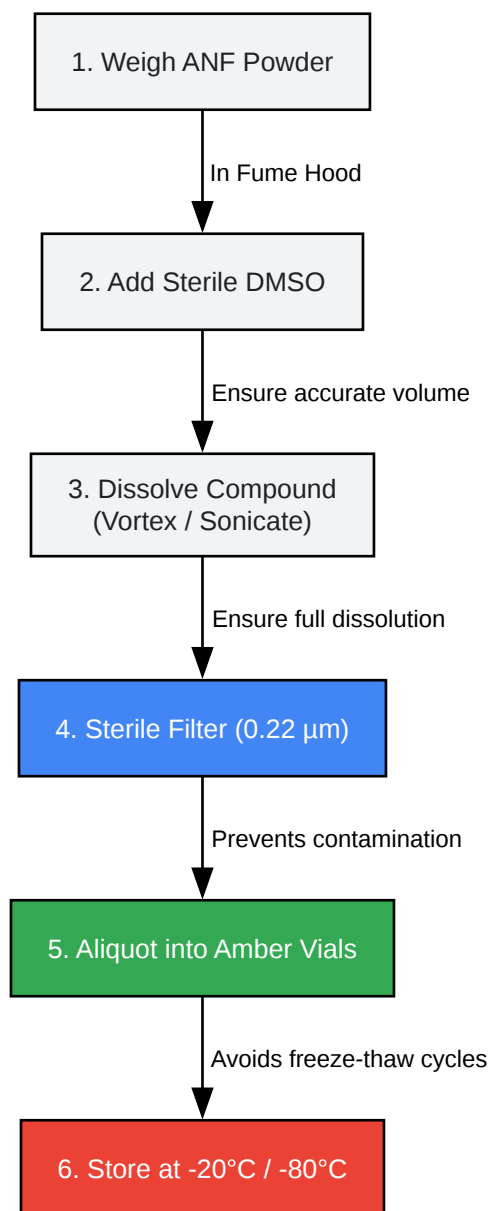 1. Weigh ANF Powder
In Fume Hood
2. Add Sterile DMSO
Ensure accurate volume
3. Dissolve Compound
(Vortex / Sonicate)
Ensure full dissolution
4. Sterile Filter (0.22 µm)
Prevents contamination
5. Aliquot into Amber Vials
Avoids freeze-thaw cycles
6. Store at -20°C / -80°C